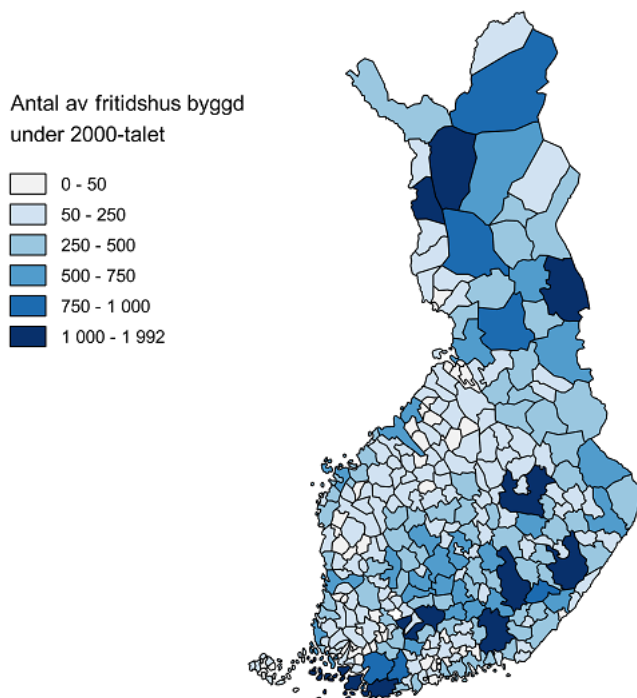 Antal av fritidshus byggd
under 2000-talet
0 - 50
50 - 250
250 - 500
500 - 750
750 - 1 000
1 000 - 1 992